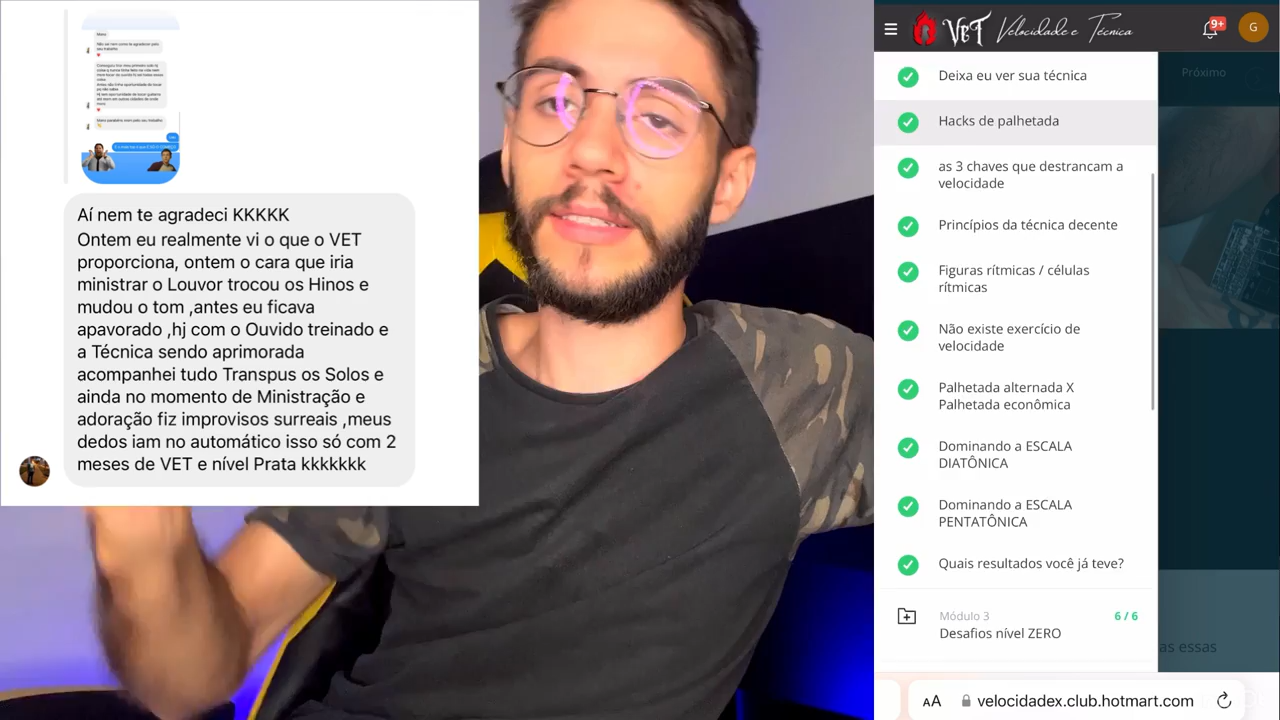 Aí nem te agradeci KKKKK
Ontem eu realmente vi o que o VET
proporciona, ontem o cara que iria
ministrar o Louvor trocou os Hinos e
mudou o tom ,antes eu ficava
apavorado ,hj com o Ouvido treinado e
a Técnica sendo aprimorada
acompanhei tudo Transpus os Solos e
ainda no momento de Ministração e
adoração fiz improvisos surreais ,meus
dedos iam no automático isso só com 2
meses de VET e nível Prata kkkkkkk
VET Velocidade e Técnica
9+
G
Próximo
Deixa eu ver sua técnica
Hacks de palhetada
as 3 chaves que destrancam a
velocidade
Princípios da técnica decente
Figuras rítmicas / células
rítmicas
Não existe exercício de
velocidade
Palhetada alternada X
Palhetada econômica
Dominando a ESCALA
DIATÔNICA
Dominando a ESCALA
PENTATÔNICA
Quais resultados você já teve?
Módulo 3
6 / 6
Desafios nível ZERO
as essas
AA
velocidadex.club.hotmart.com